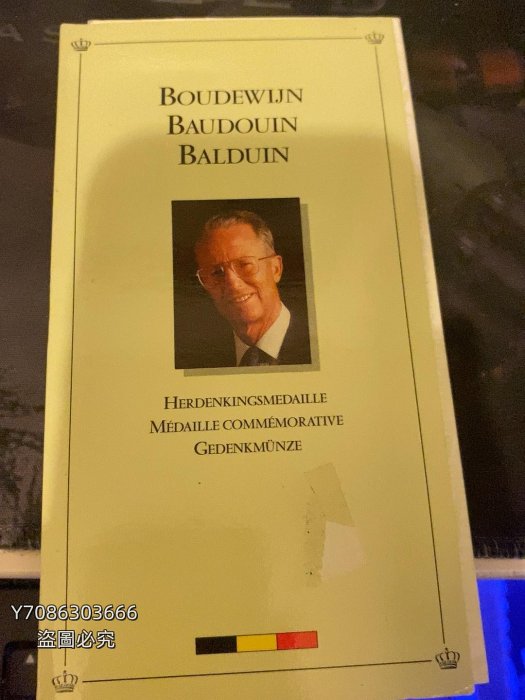 BOUDEWIJN
BAUDOUIN
BALDUIN
HERDENKINGSMEDAILLE
MÉDAILLE COMMÉMORATIVE
GEDENKMÜNZE
Y7086303666
盜圖必究